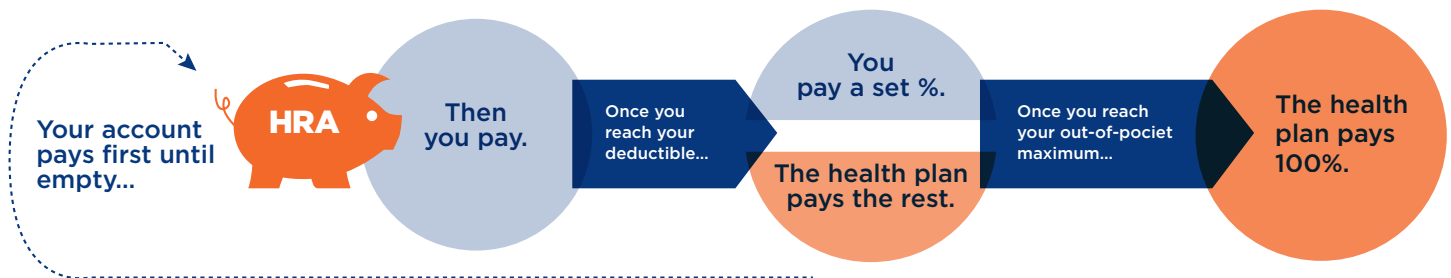 Your account
pays first until
empty...
HRA
Then
you pay.
Once you
reach your
deductible...
You
pay a set %.
The health plan
pays the rest.
Once you reach
your out-of-pociet
maximum...
The health
plan pays
100%.